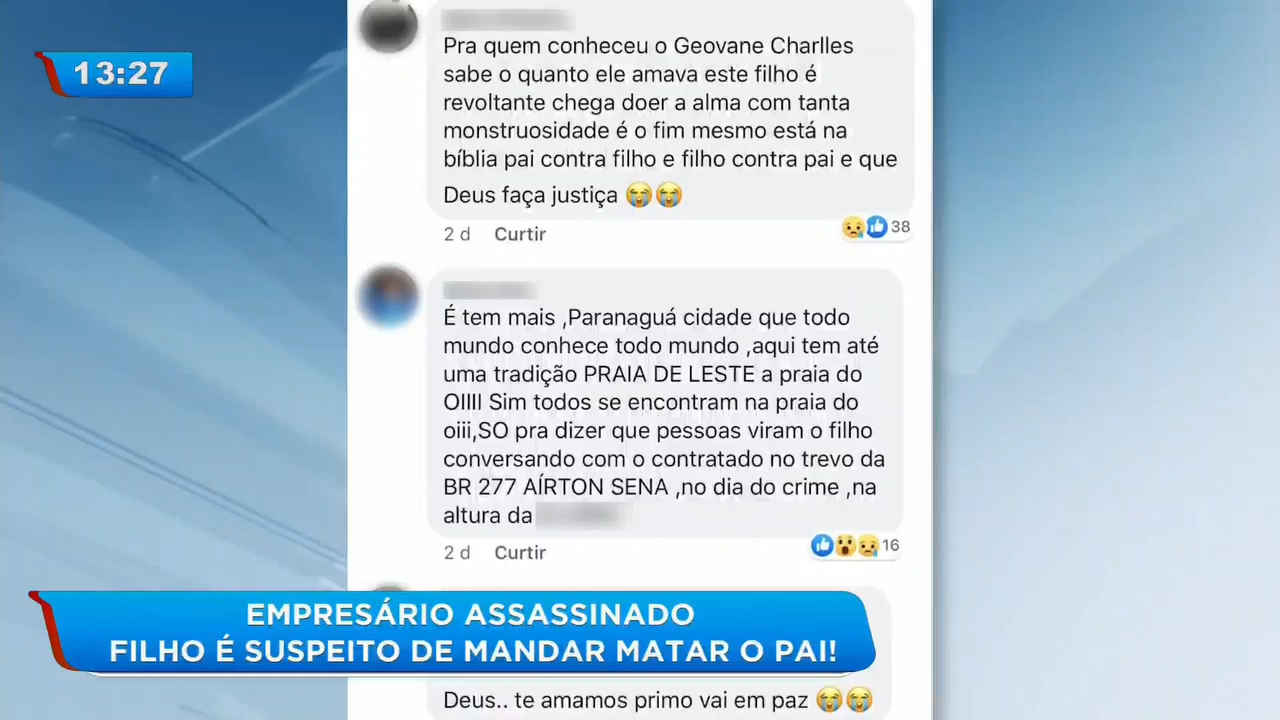 13:27
Pra quem conheceu o Geovane Charlles
sabe o quanto ele amava este filho é
revoltante chega doer a alma com tanta
monstruosidade é o fim mesmo está na
bíblia pai contra filho e filho contra pai e que
Deus faça justiça 😭😭
2 d Curtir
38
É tem mais ,Paranaguá cidade que todo
mundo conhece todo mundo ,aqui tem até
uma tradição PRAIA DE LESTE a praia do
OIIII Sim todos se encontram na praia do
oiii,SO pra dizer que pessoas viram o filho
conversando com o contratado no trevo da
BR 277 AÍRTON SENA ,no dia do crime ,na
altura da
2 d Curtir
16
EMPRESÁRIO ASSASSINADO
FILHO É SUSPEITO DE MANDAR MATAR O PAI!
Deus.. te amamos primo vai em paz 😭😭